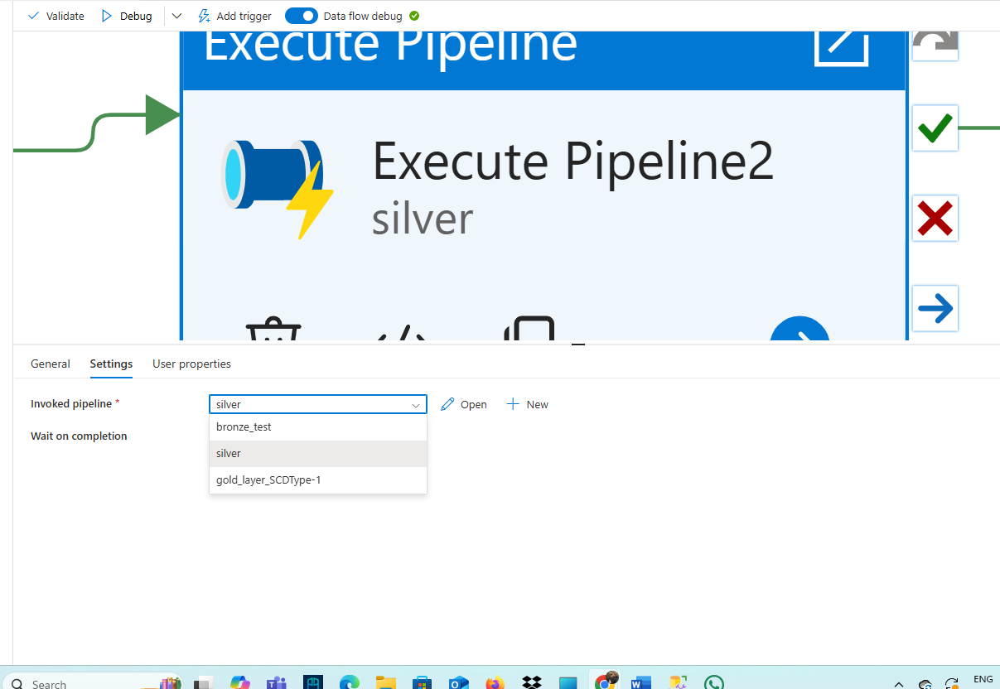 Validate Debug Add trigger Data flow debug
Execute Pipeline
Execute Pipeline2
silver
General Settings User properties
Invoked pipeline * silver Open New
bronze_test
Wait on completion
silver
gold_layer_SCDType-1
Search
ENG